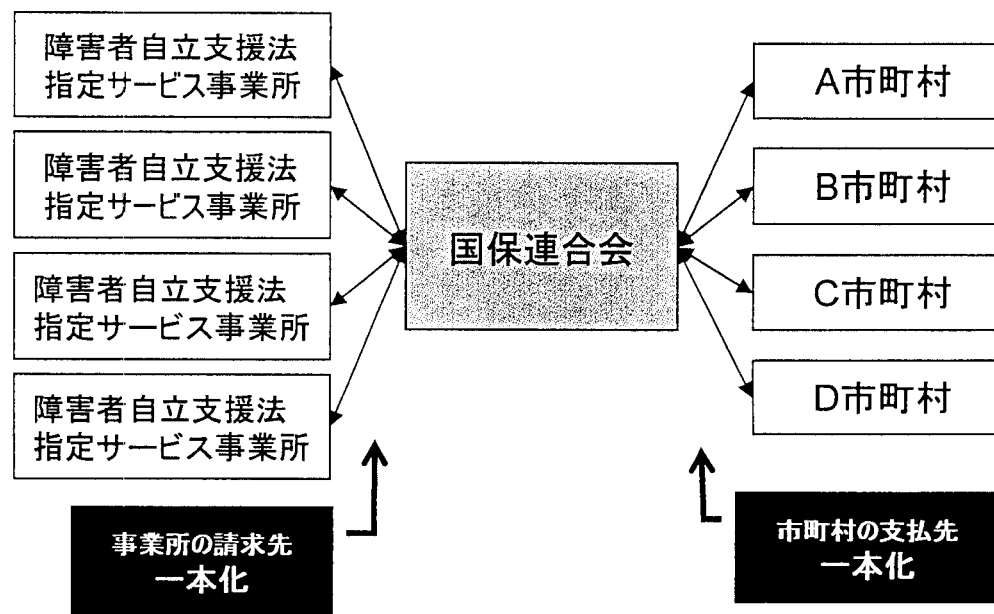 障害者自立支援法
指定サービス事業所
障害者自立支援法
指定サービス事業所
障害者自立支援法
指定サービス事業所
障害者自立支援法
指定サービス事業所
国保連合会
A市町村
B市町村
C市町村
D市町村
事業所の請求先
一本化
市町村の支払先
一本化